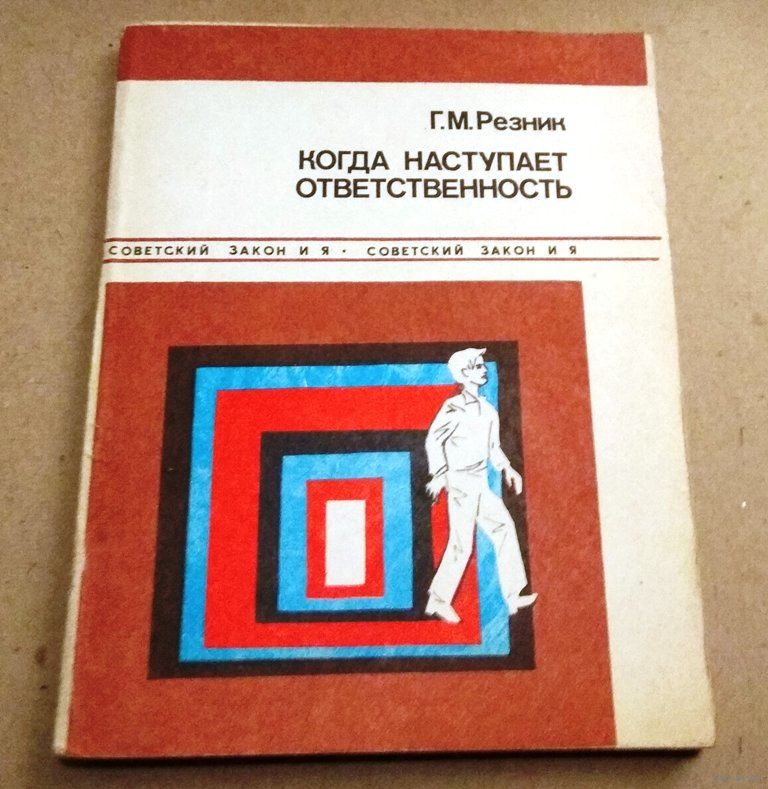 Г.М.Резник
КОГДА НАСТУПАЕТ
ОТВЕТСТВЕННОСТЬ
СОВЕТСКИЙ ЗАКОН И Я · СОВЕТСКИЙ ЗАКОН И Я